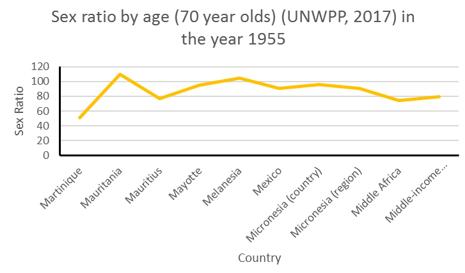 Sex ratio by age (70 year olds) (UNWPP, 2017) in
the year 1955
120
100
80
60
40
20
0
Sex Ratio
Martinique
Mauritania
Mauritius
Mayotte
Melanesia
Mexico
Micronesia (country)
Micronesia (region)
Middle Africa
Middle-income...
Country